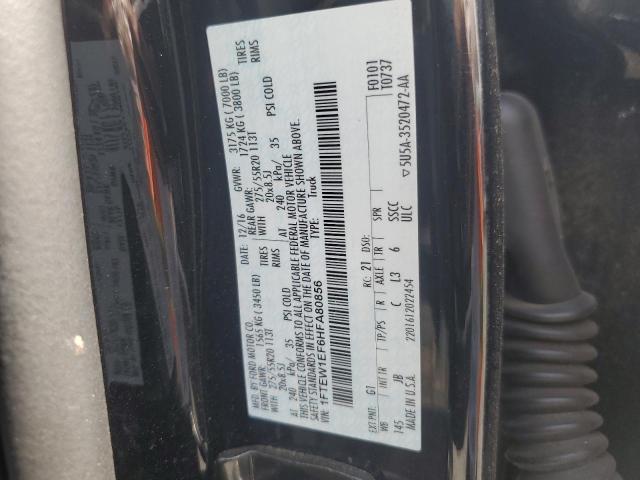 MFD. BY FORD MOTOR CO.
DATE: 12/16 GVWR: 3175 KG ( 7000 LB)
FRONT GAWR: 1565 KG ( 3450 LB) REAR GAWR: 1724 KG ( 3800 LB)
WITH 275/55R20 113T TIRES WITH 275/55R20 113T TIRES
20x8.5J RIMS 20x8.5J RIMS
AT 240 kPa/ 35 PSI COLD AT 240 kPa/ 35 PSI COLD
THIS VEHICLE CONFORMS TO ALL APPLICABLE FEDERAL MOTOR VEHICLE
SAFETY STANDARDS IN EFFECT ON THE DATE OF MANUFACTURE SHOWN ABOVE.
VIN: 1FTEW1EF6HFA80856 TYPE: Truck
F0101
T0737
EXT PNT: G1 RC: 21 DSO:
WB INT TR TP/PS R AXLE TR SPR
145 JB C L3 6 SSCC
MADE IN U.S.A. 2201612022454 ULC
▽ 5U5A-3520472-AA